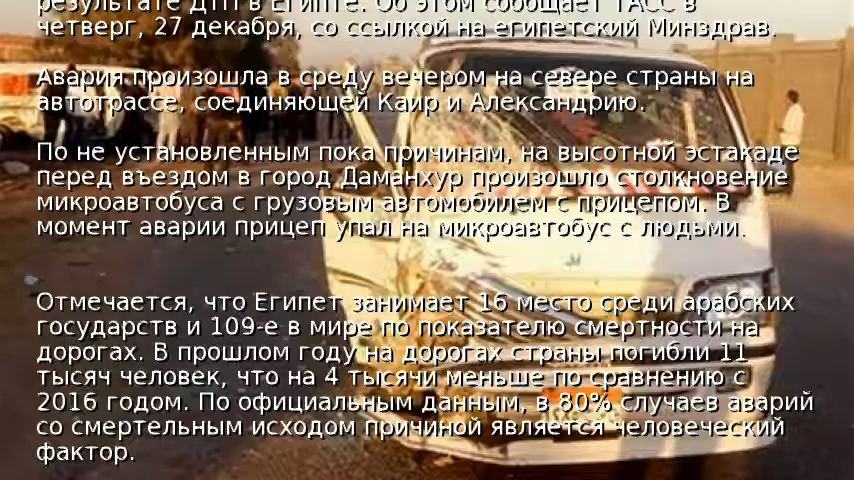 результате ДТП в Египте. Об этом сообщает ТАСС в
четверг, 27 декабря, со ссылкой на египетский Минздрав.
Авария произошла в среду вечером на севере страны на
автотрассе, соединяющей Каир и Александрию.
По не установленным пока причинам, на высотной эстакаде
перед въездом в город Даманхур произошло столкновение
микроавтобуса с грузовым автомобилем с прицепом. В
момент аварии прицеп упал на микроавтобус с людьми.
Отмечается, что Египет занимает 16 место среди арабских
государств и 109-е в мире по показателю смертности на
дорогах. В прошлом году на дорогах страны погибли 11
тысяч человек, что на 4 тысячи меньше по сравнению с
2016 годом. По официальным данным, в 80% случаев аварий
со смертельным исходом причиной является человеческий
фактор.